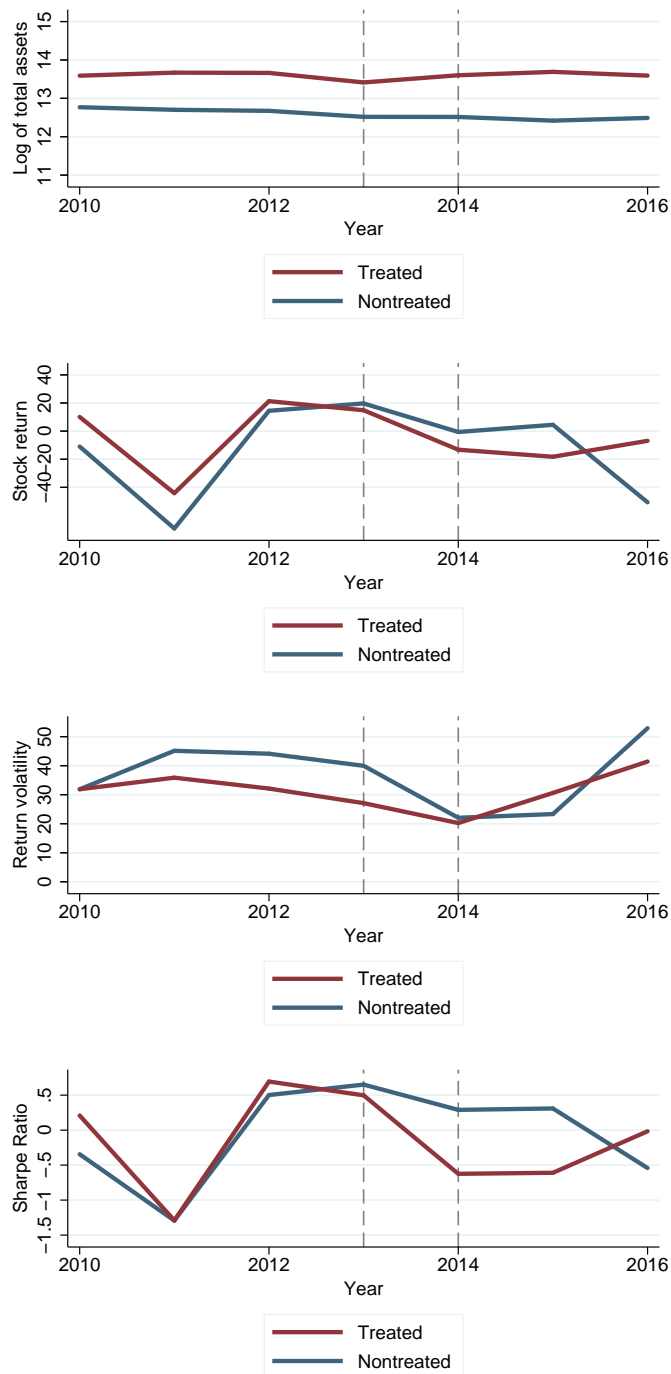 Log of total assets
15
14
13
12
11
2010 2012 2014 2016
Year
Treated
Nontreated
Stock return
40
20
0
−20
−40
2010 2012 2014 2016
Year
Treated
Nontreated
Return volatility
50
40
30
20
10
0
2010 2012 2014 2016
Year
Treated
Nontreated
Sharpe Ratio
.5
0
−.5
−1
−1.5
2010 2012 2014 2016
Year
Treated
Nontreated